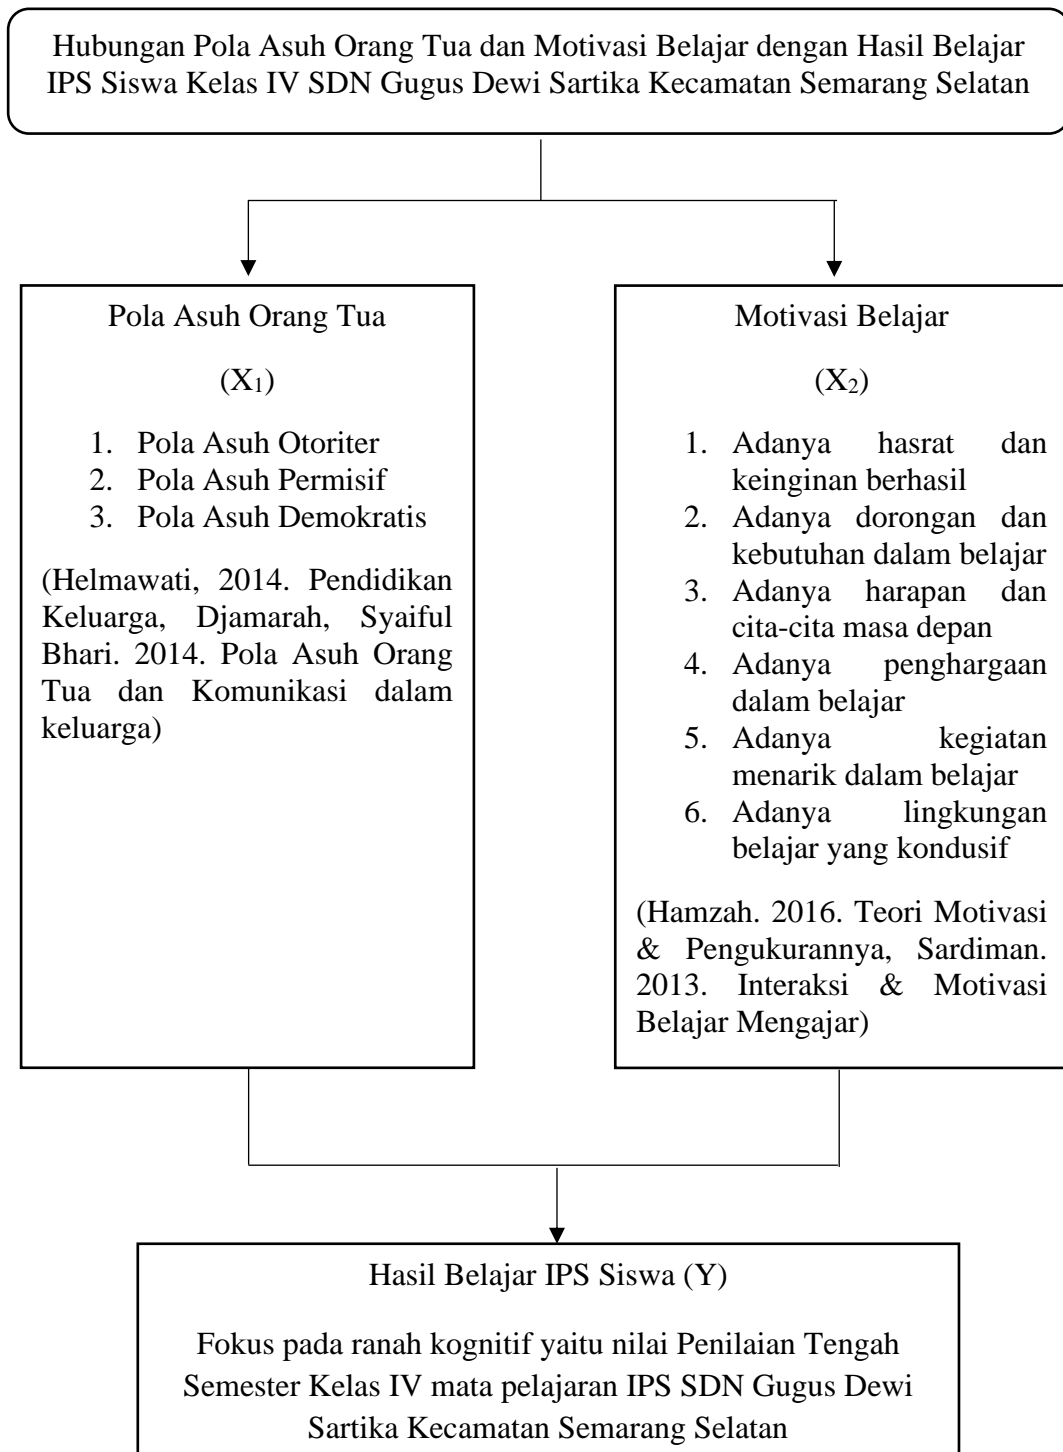 Hubungan Pola Asuh Orang Tua dan Motivasi Belajar dengan Hasil Belajar
IPS Siswa Kelas IV SDN Gugus Dewi Sartika Kecamatan Semarang Selatan
Pola Asuh Orang Tua
(X₁)
1. Pola Asuh Otoriter
2. Pola Asuh Permisif
3. Pola Asuh Demokratis
(Helmawati, 2014. Pendidikan
Keluarga, Djamarah, Syaiful
Bhari. 2014. Pola Asuh Orang
Tua dan Komunikasi dalam
keluarga)
Motivasi Belajar
(X₂)
1. Adanya hasrat dan
keinginan berhasil
2. Adanya dorongan dan
kebutuhan dalam belajar
3. Adanya harapan dan
cita-cita masa depan
4. Adanya penghargaan
dalam belajar
5. Adanya kegiatan
menarik dalam belajar
6. Adanya lingkungan
belajar yang kondusif
(Hamzah. 2016. Teori Motivasi
& Pengukurannya, Sardiman.
2013. Interaksi & Motivasi
Belajar Mengajar)
Hasil Belajar IPS Siswa (Y)
Fokus pada ranah kognitif yaitu nilai Penilaian Tengah
Semester Kelas IV mata pelajaran IPS SDN Gugus Dewi
Sartika Kecamatan Semarang Selatan